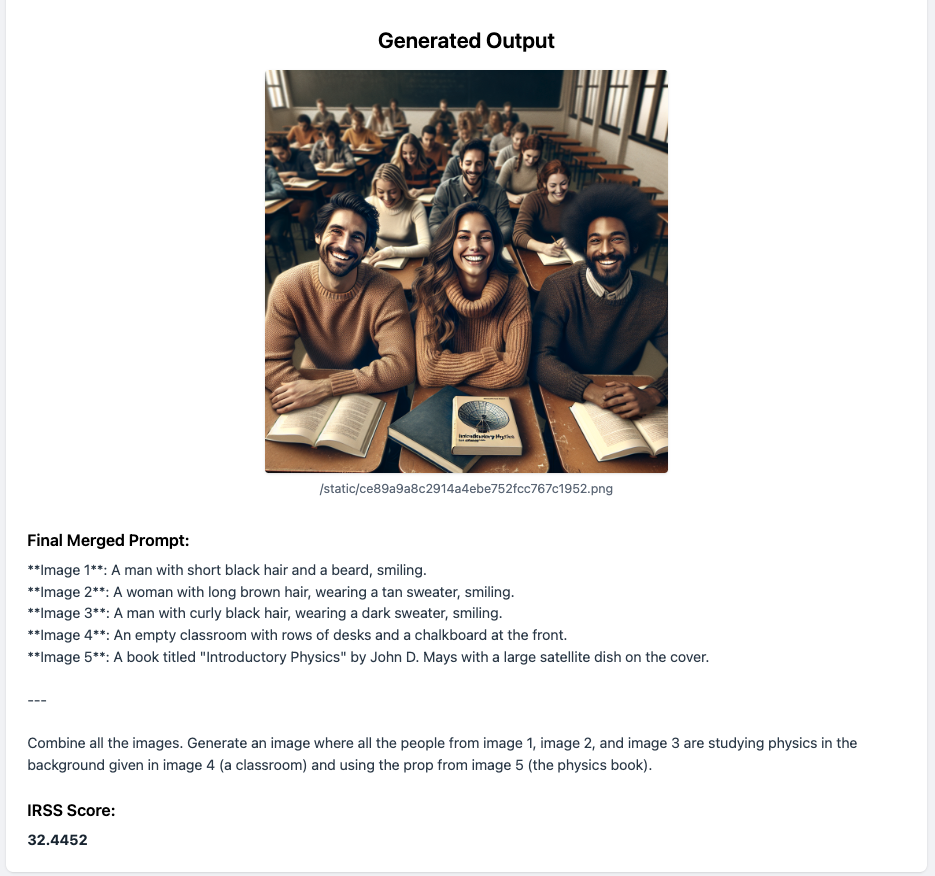 Generated Output
/static/ce89a9a8c2914a4ebe752fcc767c1952.png
Final Merged Prompt:
**Image 1**: A man with short black hair and a beard, smiling.
**Image 2**: A woman with long brown hair, wearing a tan sweater, smiling.
**Image 3**: A man with curly black hair, wearing a dark sweater, smiling.
**Image 4**: An empty classroom with rows of desks and a chalkboard at the front.
**Image 5**: A book titled "Introductory Physics" by John D. Mays with a large satellite dish on the cover.
---
Combine all the images. Generate an image where all the people from image 1, image 2, and image 3 are studying physics in the
background given in image 4 (a classroom) and using the prop from image 5 (the physics book).
IRSS Score:
32.4452